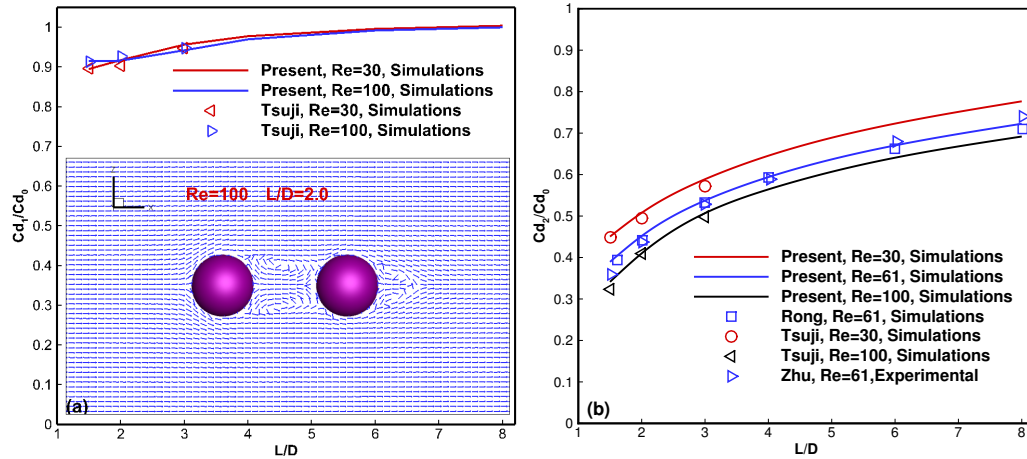 1
0.9
0.8
0.7
0.6
0.5
0.4
0.3
0.2
0.1
0
Cd1/Cd0
Present, Re=30, Simulations
Present, Re=100, Simulations
Tsuji, Re=30, Simulations
Tsuji, Re=100, Simulations
Re=100 L/D=2.0
(a)
1 2 3 4 5 6 7 8
L/D
1
0.9
0.8
0.7
0.6
0.5
0.4
0.3
0.2
0.1
0
Cd2/Cd0
Present, Re=30, Simulations
Present, Re=61, Simulations
Present, Re=100, Simulations
Rong, Re=61, Simulations
Tsuji, Re=30, Simulations
Tsuji, Re=100, Simulations
Zhu, Re=61,Experimental
(b)
1 2 3 4 5 6 7 8
L/D